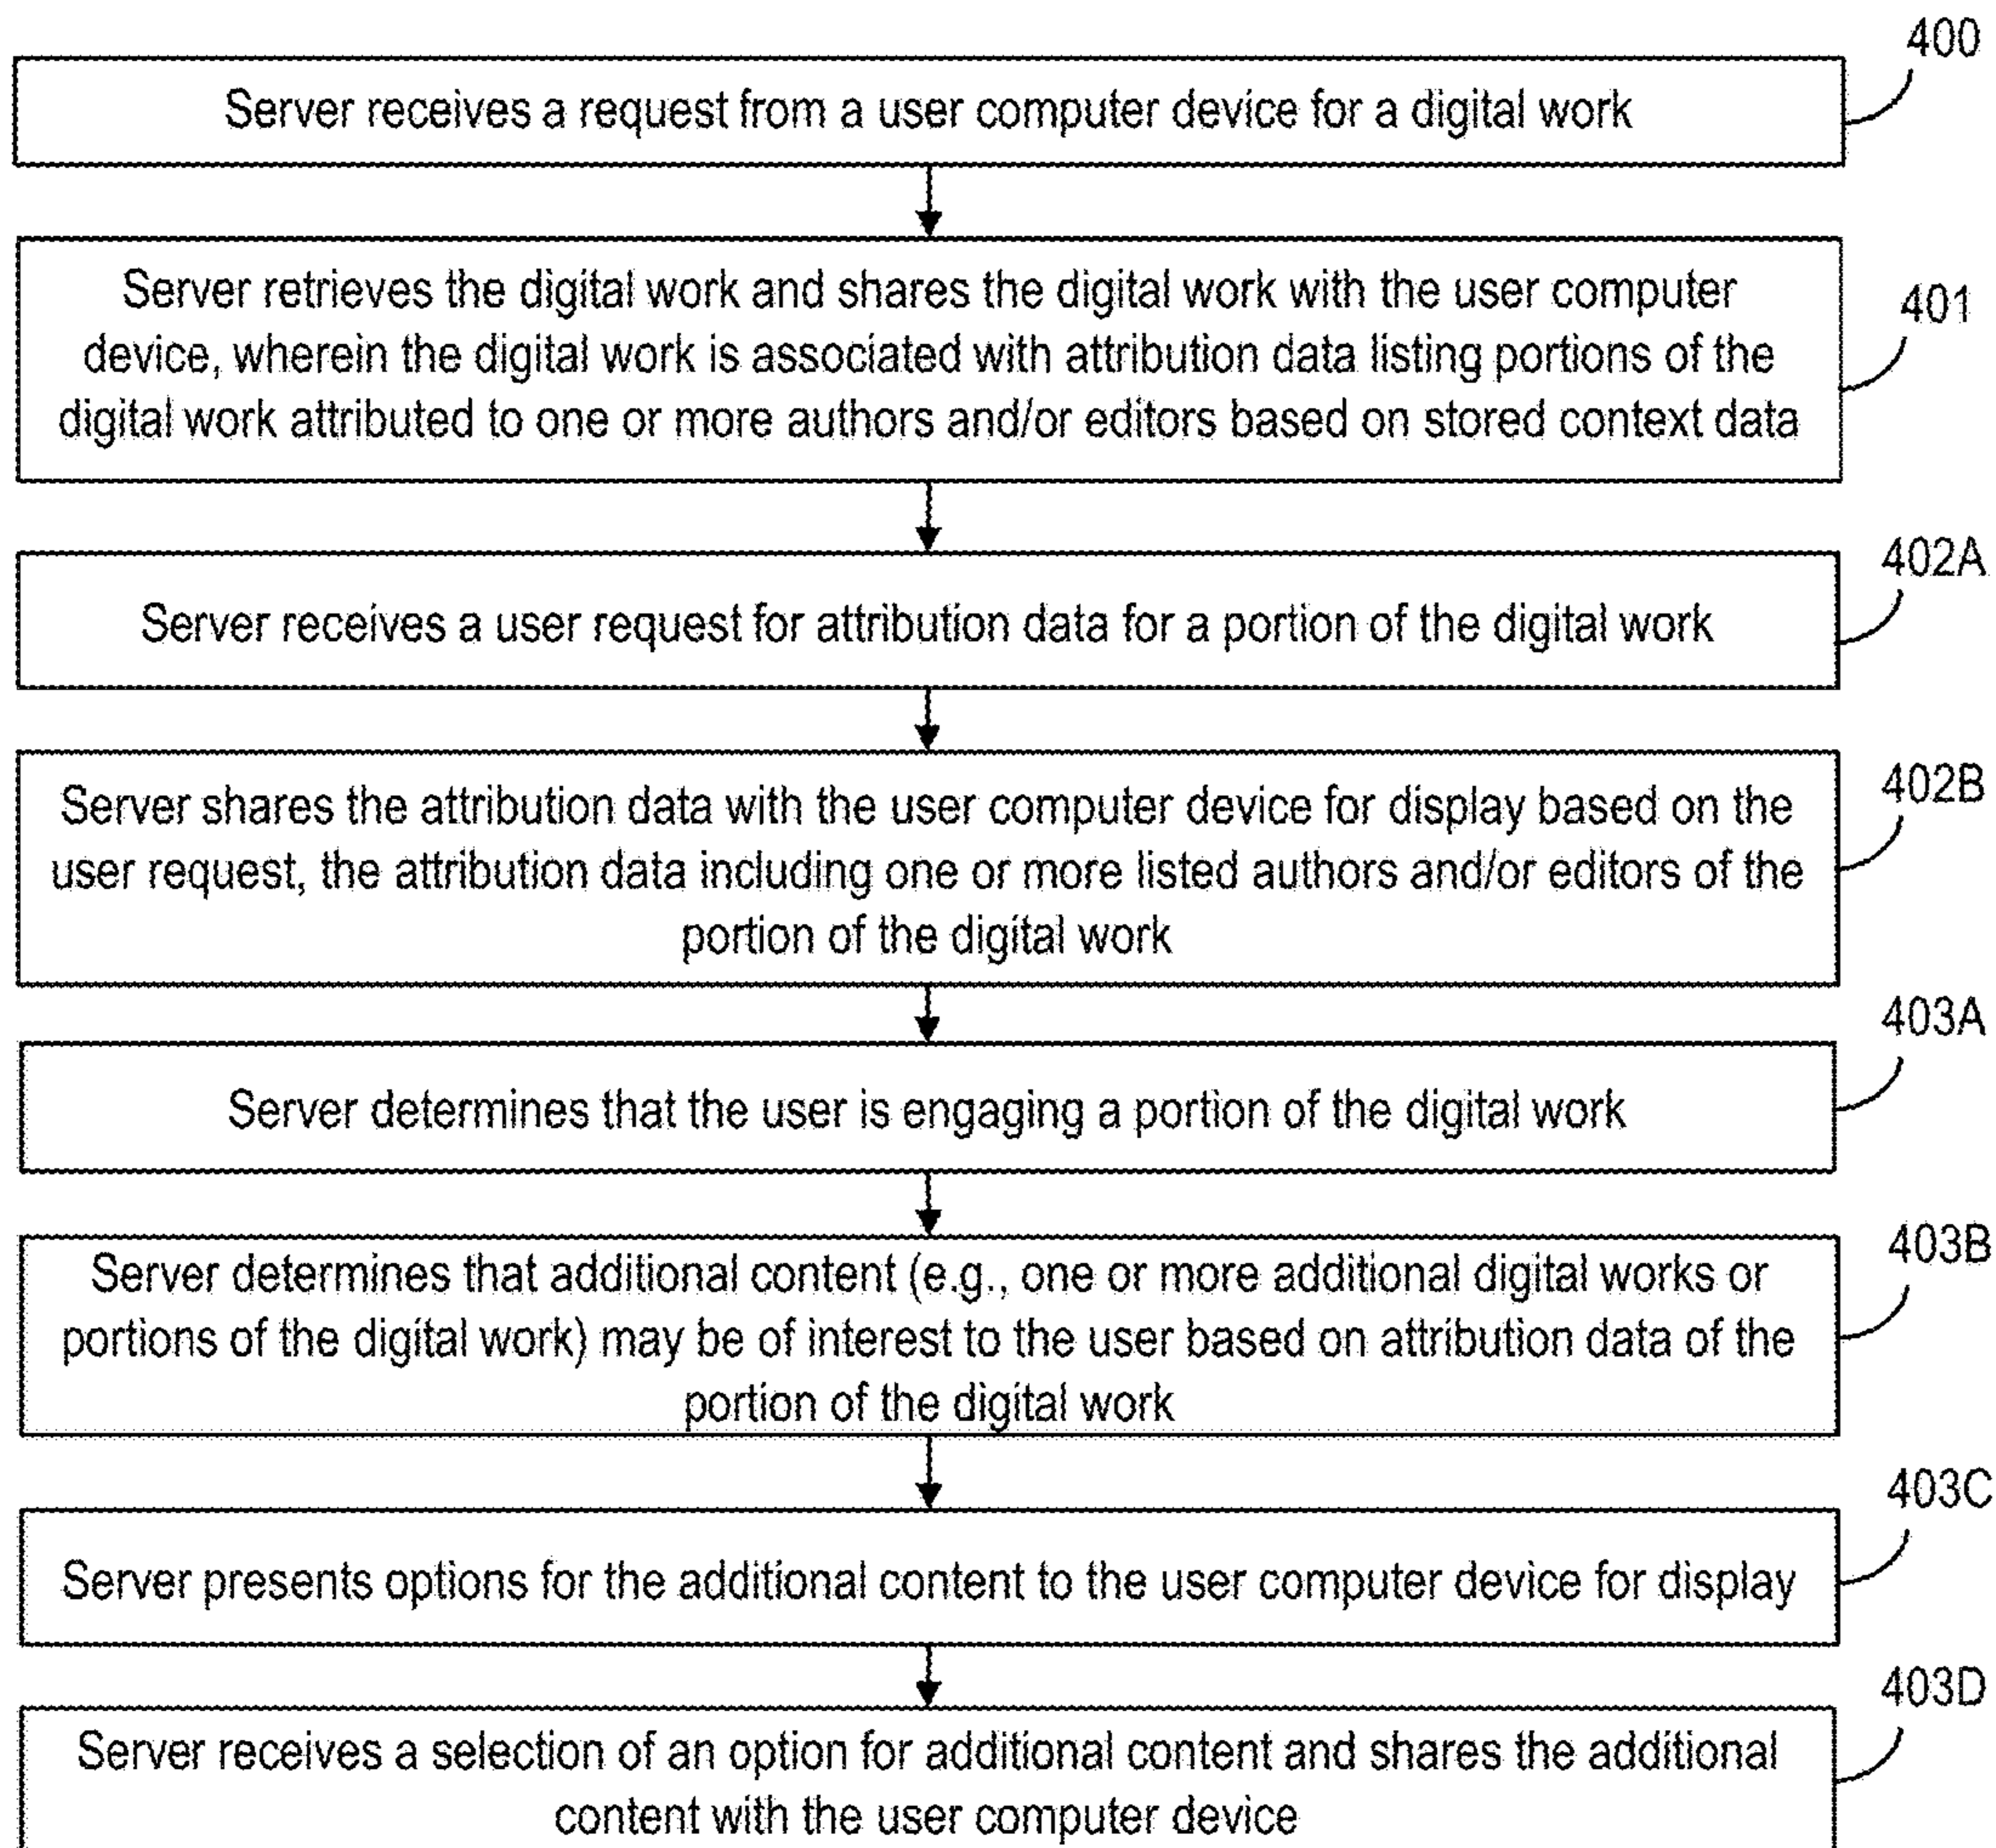 400
Server receives a request from a user computer device for a digital work
Server retrieves the digital work and shares the digital work with the user computer
device, wherein the digital work is associated with attribution data listing portions of the
digital work attributed to one or more authors and/or editors based on stored context data
401
402A
Server receives a user request for attribution data for a portion of the digital work
402B
Server shares the attribution data with the user computer device for display based on the
user request, the attribution data including one or more listed authors and/or editors of the
portion of the digital work
403A
Server determines that the user is engaging a portion of the digital work
403B
Server determines that additional content (e.g., one or more additional digital works or
portions of the digital work) may be of interest to the user based on attribution data of the
portion of the digital work
403C
Server presents options for the additional content to the user computer device for display
403D
Server receives a selection of an option for additional content and shares the additional
content with the user computer device